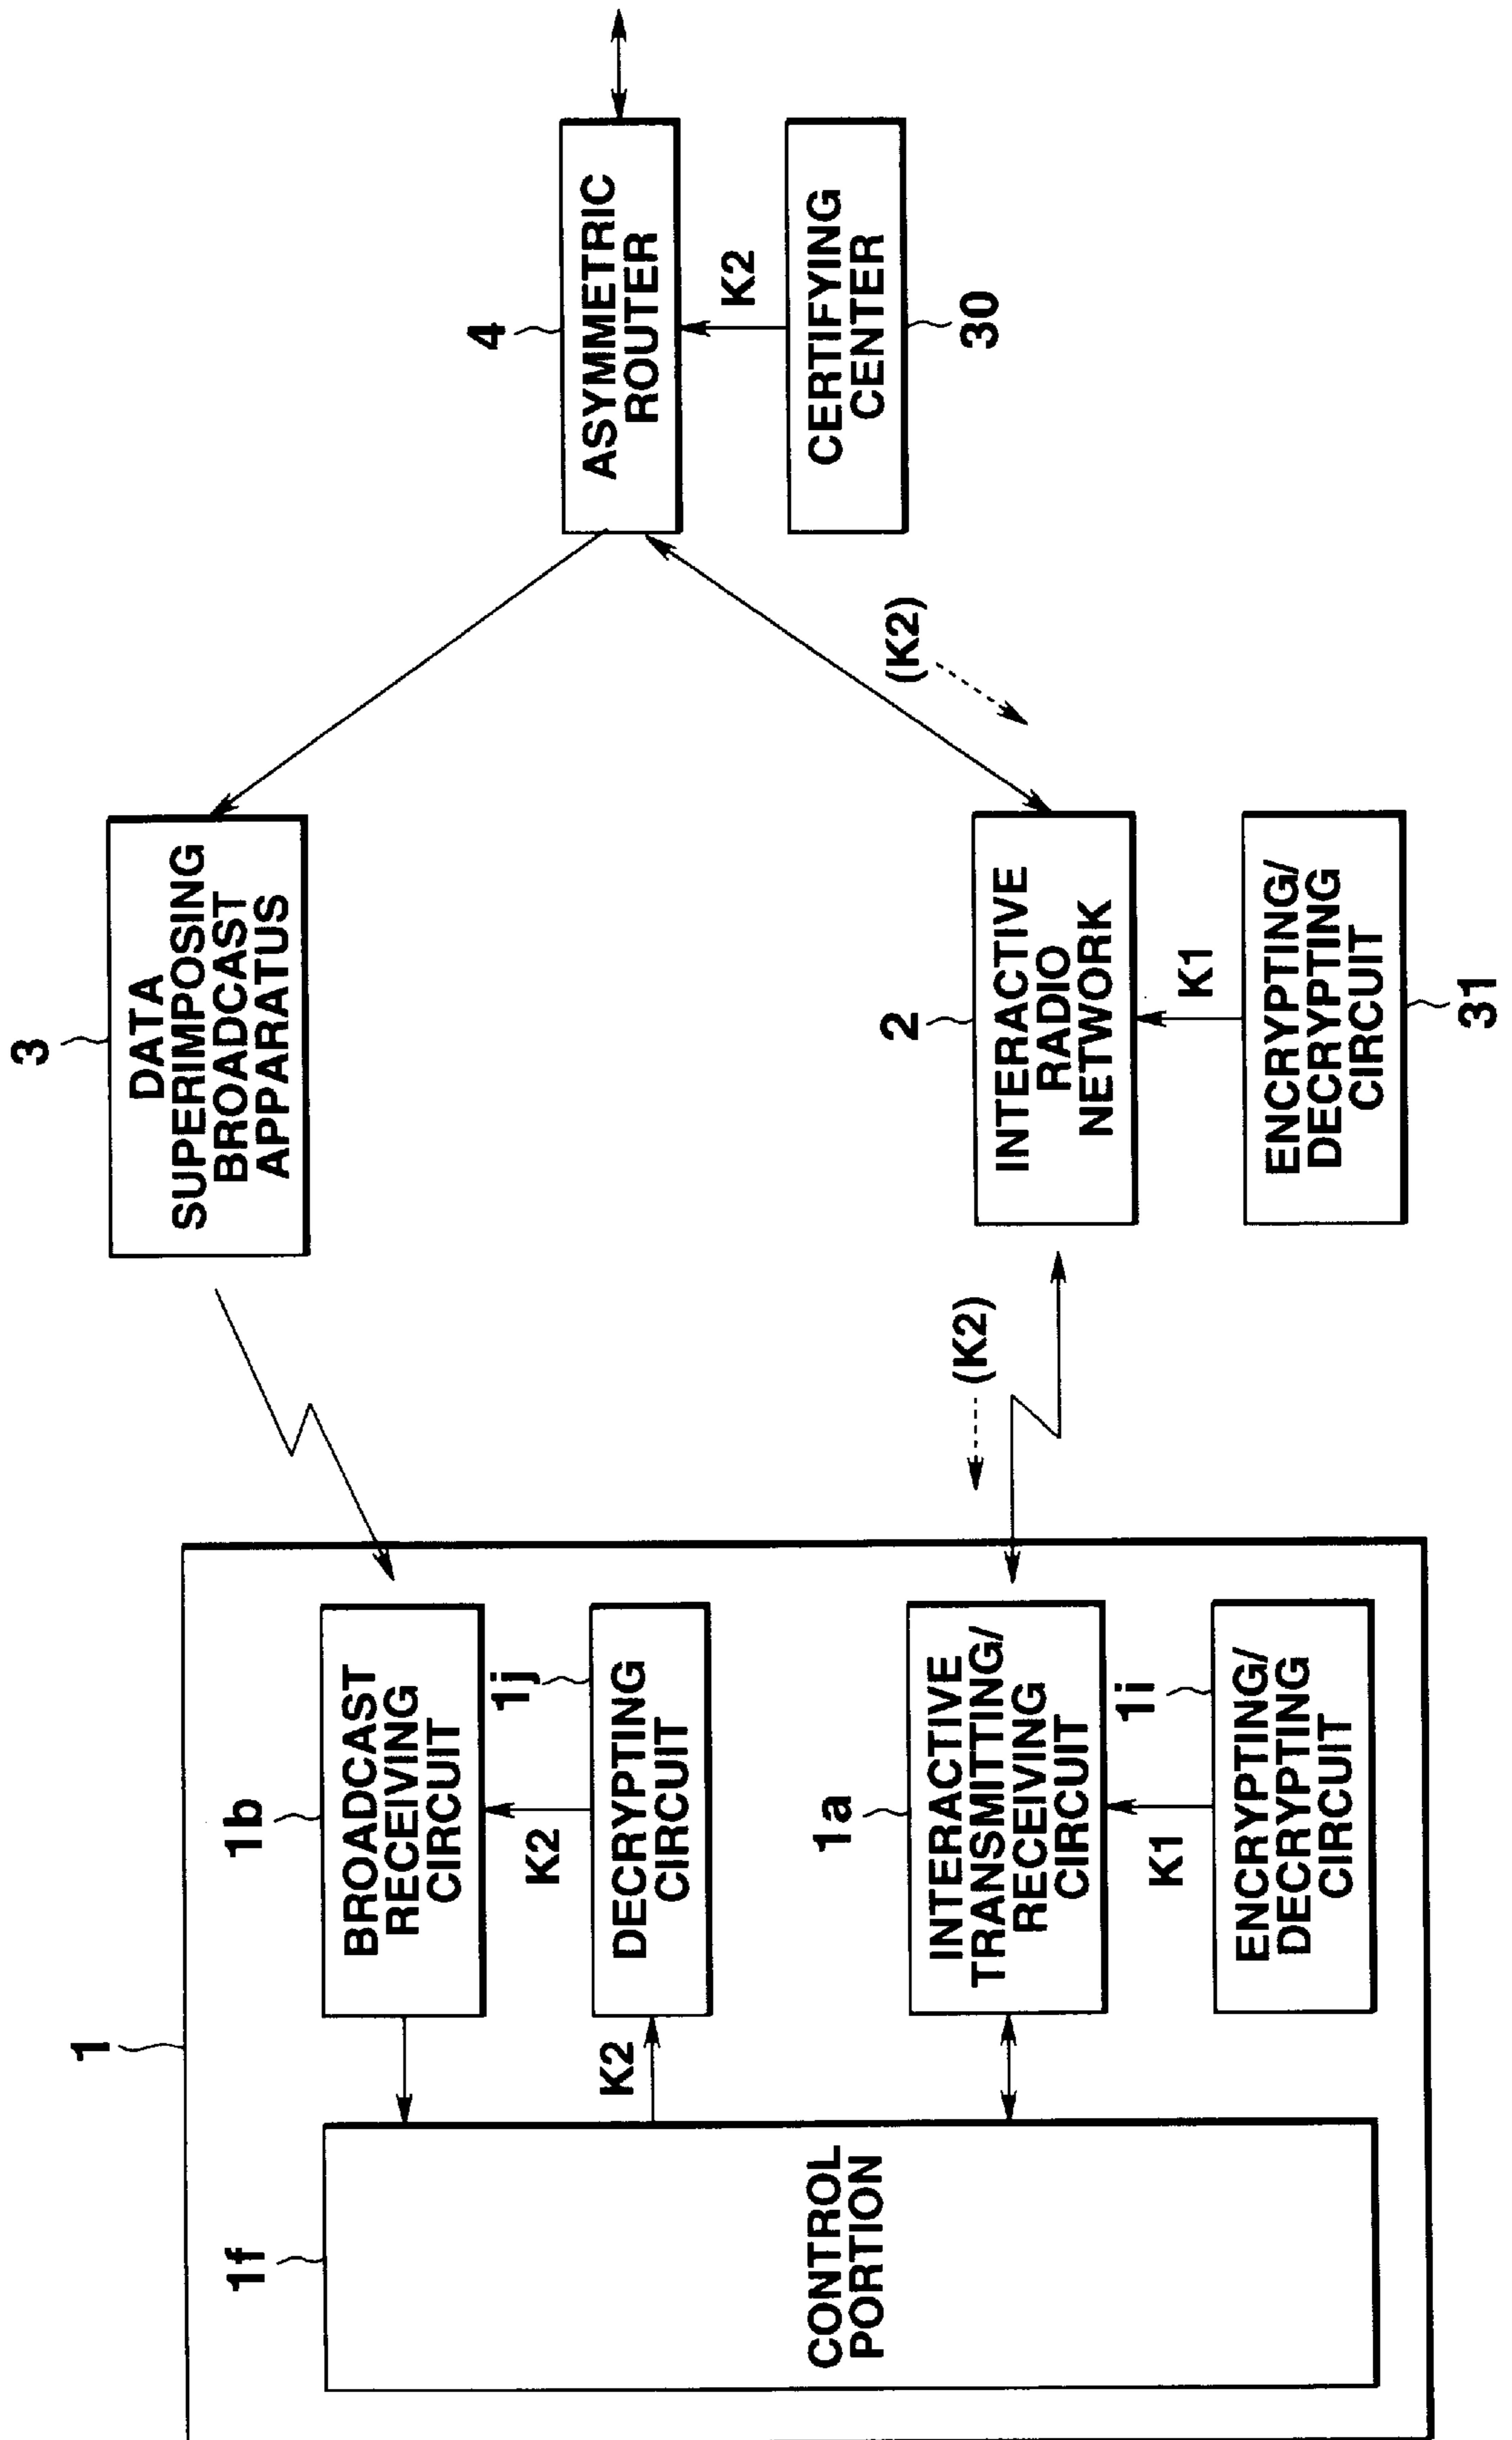 1
1f
CONTROL
PORTION
1b
BROADCAST
RECEIVING
CIRCUIT
K2
K2
1j
DECRYPTING
CIRCUIT
1a
INTERACTIVE
TRANSMITTING/
RECEIVING
CIRCUIT
K1
1i
ENCRYPTING/
DECRYPTING
CIRCUIT
3
DATA
SUPERIMPOSING
BROADCAST
APPARATUS
(K2)
2
INTERACTIVE
RADIO
NETWORK
K1
ENCRYPTING/
DECRYPTING
CIRCUIT
31
(K2)
4
ASYMMETRIC
ROUTER
K2
CERTIFYING
CENTER
30